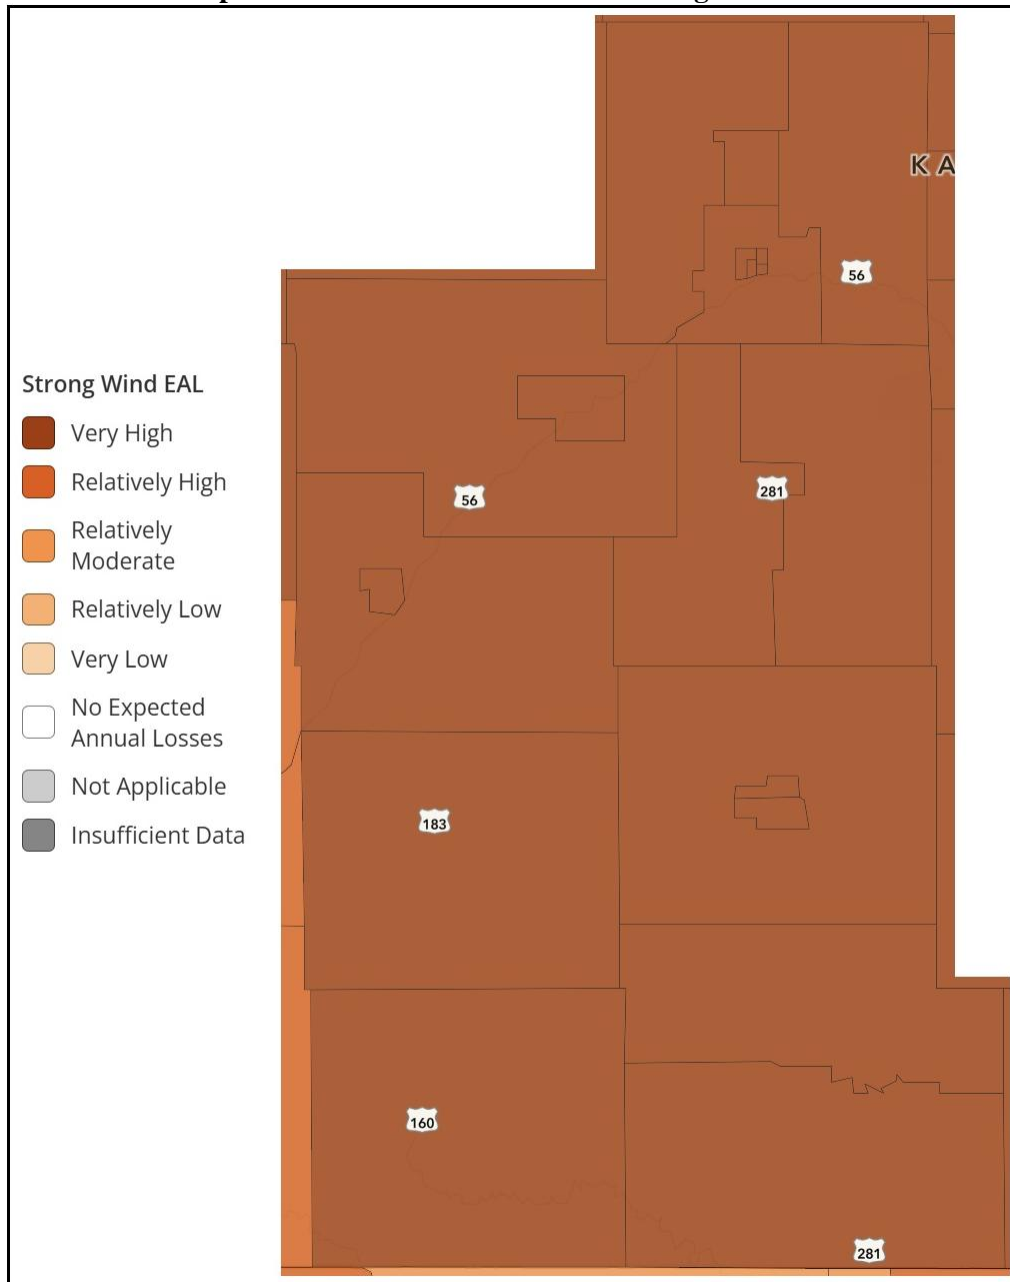 Strong Wind EAL
Very High
Relatively High
Relatively
Moderate
Relatively Low
Very Low
No Expected
Annual Losses
Not Applicable
Insufficient Data
K A
56
56
281
183
160
281